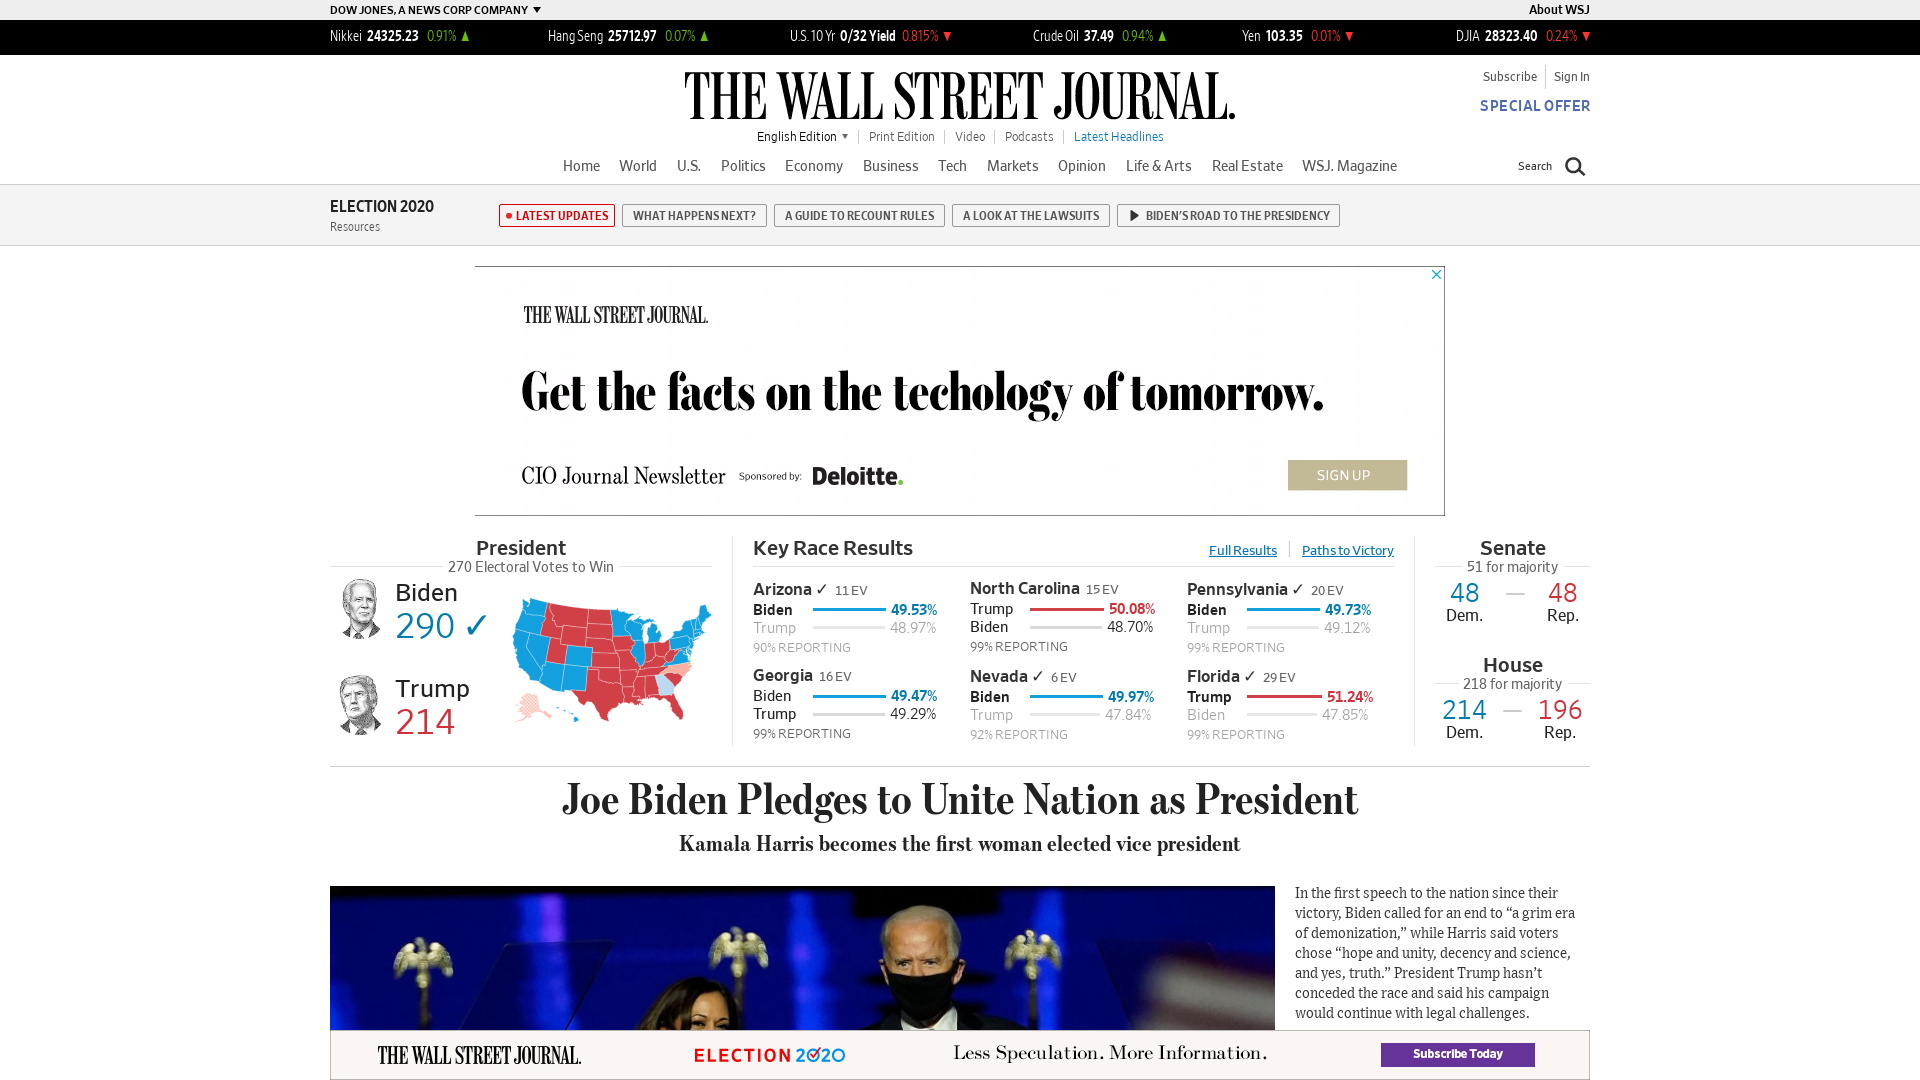 DOW JONES, A NEWS CORP COMPANY
About WSJ
Nikkei 24325.23 0.91%
Hang Seng 25712.97 0.07%
U.S. 10 Yr 0/32 Yield 0.815%
Crude Oil 37.49 0.94%
Yen 103.35 0.01%
DJIA 28323.40 0.24%
THE WALL STREET JOURNAL.
Subscribe
Sign In
SPECIAL OFFER
English Edition
Print Edition
Video
Podcasts
Latest Headlines
Home
World
U.S.
Politics
Economy
Business
Tech
Markets
Opinion
Life & Arts
Real Estate
WSJ. Magazine
Search
ELECTION 2020
Resources
LATEST UPDATES
WHAT HAPPENS NEXT?
A GUIDE TO RECOUNT RULES
A LOOK AT THE LAWSUITS
BIDEN’S ROAD TO THE PRESIDENCY
THE WALL STREET JOURNAL.
Get the facts on the techology of tomorrow.
CIO Journal Newsletter
Sponsored by:
Deloitte.
SIGN UP
President
270 Electoral Votes to Win
Biden
290 ✓
Trump
214
Key Race Results
Full Results
Paths to Victory
Arizona ✓ 11 EV
Biden 49.53%
Trump 48.97%
90% REPORTING
North Carolina 15 EV
Trump 50.08%
Biden 48.70%
99% REPORTING
Pennsylvania ✓ 20 EV
Biden 49.73%
Trump 49.12%
99% REPORTING
Georgia 16 EV
Biden 49.47%
Trump 49.29%
99% REPORTING
Nevada ✓ 6 EV
Biden 49.97%
Trump 47.84%
92% REPORTING
Florida ✓ 29 EV
Trump 51.24%
Biden 47.85%
99% REPORTING
Senate
51 for majority
48 — 48
Dem. Rep.
House
218 for majority
214 — 196
Dem. Rep.
Joe Biden Pledges to Unite Nation as President
Kamala Harris becomes the first woman elected vice president
In the first speech to the nation since their
victory, Biden called for an end to “a grim era
of demonization,” while Harris said voters
chose “hope and unity, decency and science,
and yes, truth.” President Trump hasn’t
conceded the race and said his campaign
would continue with legal challenges.
THE WALL STREET JOURNAL.
ELECTION 2020
Less Speculation. More Information.
Subscribe Today